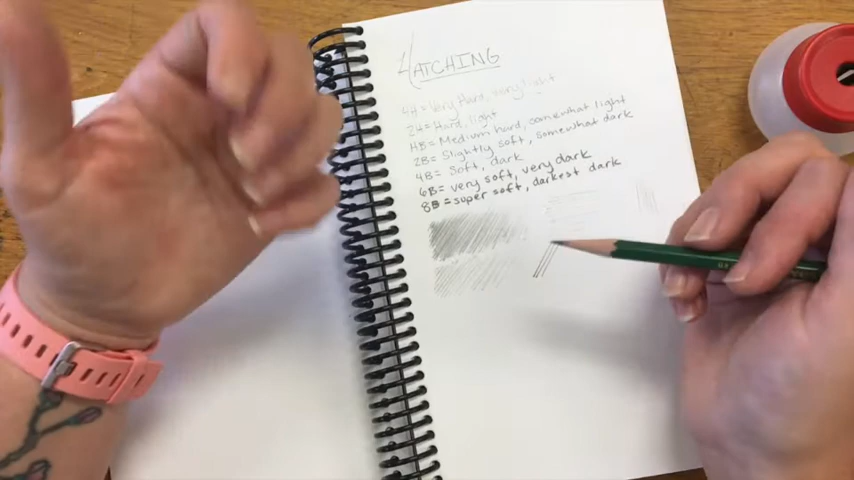 HATCHING
4H = Very Hard, very light
2H = Hard, light
HB = Medium hard, somewhat light
2B = Slightly soft, somewhat dark
4B = Soft, dark
6B = very soft, very dark
8B = super soft, darkest dark